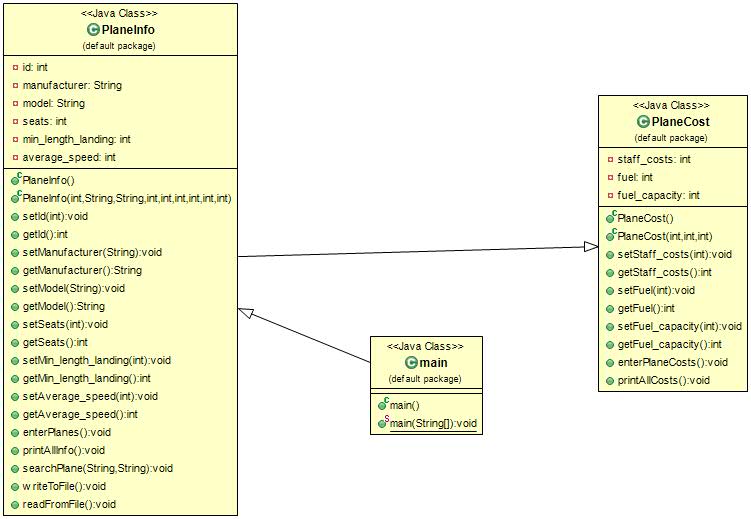 <<Java Class>>
PlaneInfo
(default package)
id: int
manufacturer: String
model: String
seats: int
min_length_landing: int
average_speed: int
PlaneInfo()
PlaneInfo(int,String,String,int,int,int,int,int,int)
setId(int):void
getId():int
setManufacturer(String):void
getManufacturer():String
setModel(String):void
getModel():String
setSeats(int):void
getSeats():int
setMin_length_landing(int):void
getMin_length_landing():int
setAverage_speed(int):void
getAverage_speed():int
enterPlanes():void
printAllInfo():void
searchPlane(String,String):void
writeToFile():void
readFromFile():void
<<Java Class>>
main
(default package)
main()
main(String[]):void
<<Java Class>>
PlaneCost
(default package)
staff_costs: int
fuel: int
fuel_capacity: int
PlaneCost()
PlaneCost(int,int,int)
setStaff_costs(int):void
getStaff_costs():int
setFuel(int):void
getFuel():int
setFuel_capacity(int):void
getFuel_capacity():int
enterPlaneCosts():void
printAllCosts():void